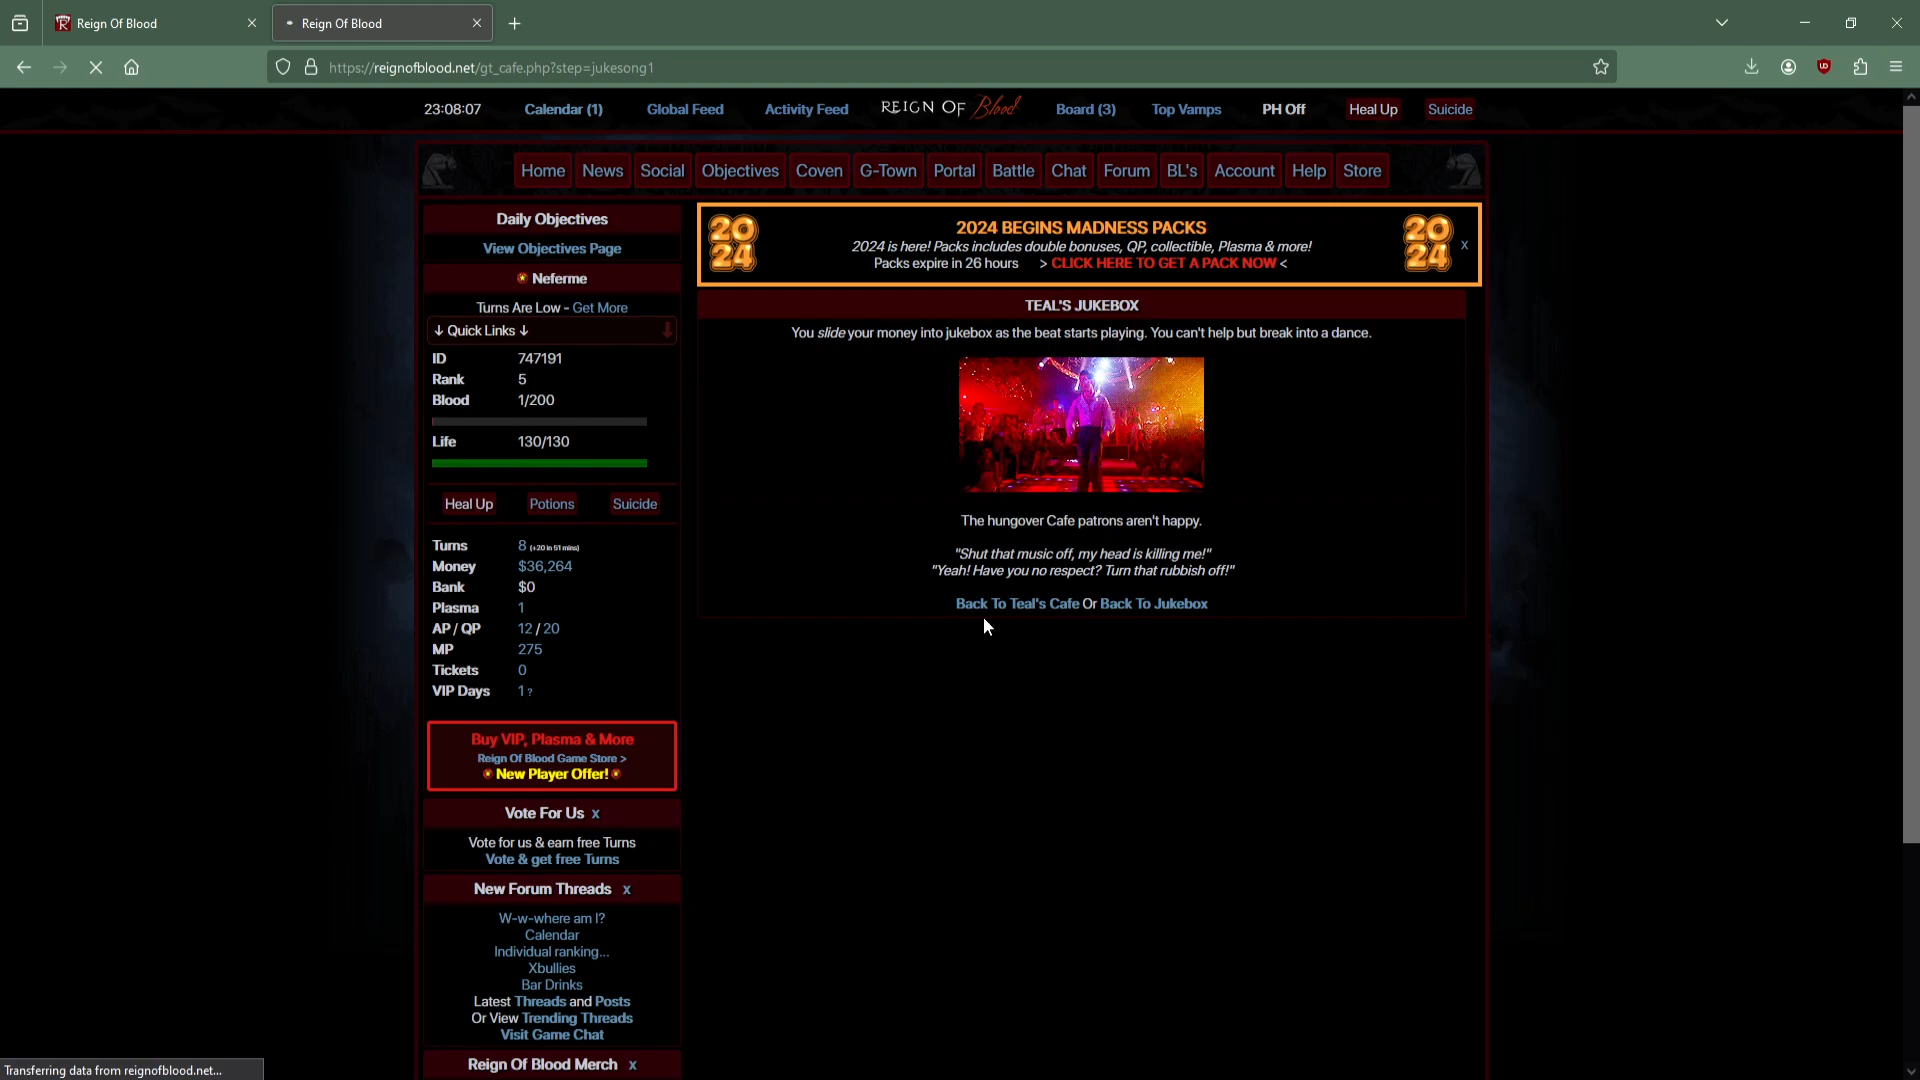 Reign Of Blood
Reign Of Blood
https://reignofblood.net/gt_cafe.php?step=jukesong1
23:08:07
Calendar (1)
Global Feed
Activity Feed
REIGN OF Blood
Board (3)
Top Vamps
PH Off
Heal Up
Suicide
Home
News
Social
Objectives
Coven
G-Town
Portal
Battle
Chat
Forum
BL's
Account
Help
Store
Daily Objectives
View Objectives Page
Neferme
Turns Are Low - Get More
↓ Quick Links ↓
ID 747191
Rank 5
Blood 1/200
Life 130/130
Heal Up Potions Suicide
Turns 8 (+20 in 51 mins)
Money $36,264
Bank $0
Plasma 1
AP / QP 12 / 20
MP 275
Tickets 0
VIP Days 1 ?
Buy VIP, Plasma & More
Reign Of Blood Game Store >
New Player Offer!
Vote For Us x
Vote for us & earn free Turns
Vote & get free Turns
New Forum Threads x
W-w-where am I?
Calendar
Individual ranking...
Xbullies
Bar Drinks
Latest Threads and Posts
Or View Trending Threads
Visit Game Chat
Reign Of Blood Merch x
2024
2024 BEGINS MADNESS PACKS
2024 is here! Packs includes double bonuses, QP, collectible, Plasma & more!
Packs expire in 26 hours > CLICK HERE TO GET A PACK NOW <
2024
x
TEAL'S JUKEBOX
You slide your money into jukebox as the beat starts playing. You can't help but break into a dance.
The hungover Cafe patrons aren't happy.
"Shut that music off, my head is killing me!"
"Yeah! Have you no respect? Turn that rubbish off!"
Back To Teal's Cafe Or Back To Jukebox
Transferring data from reignofblood.net...